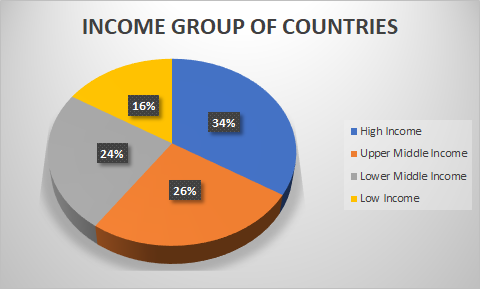 INCOME GROUP OF COUNTRIES
34%
26%
24%
16%
High Income
Upper Middle Income
Lower Middle Income
Low Income